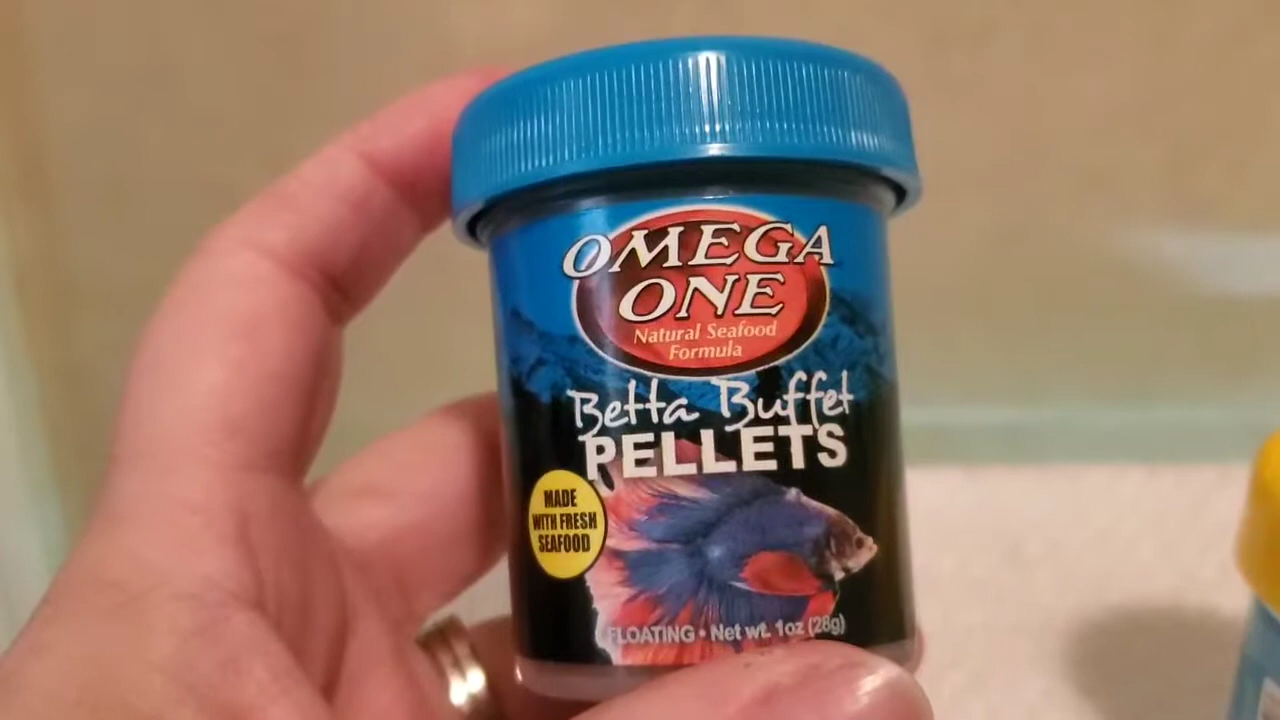 OMEGA
ONE
Natural Seafood
Formula
Betta Buffet
PELLETS
MADE
WITH FRESH
SEAFOOD
FLOATING • Net wt. 1oz (28g)